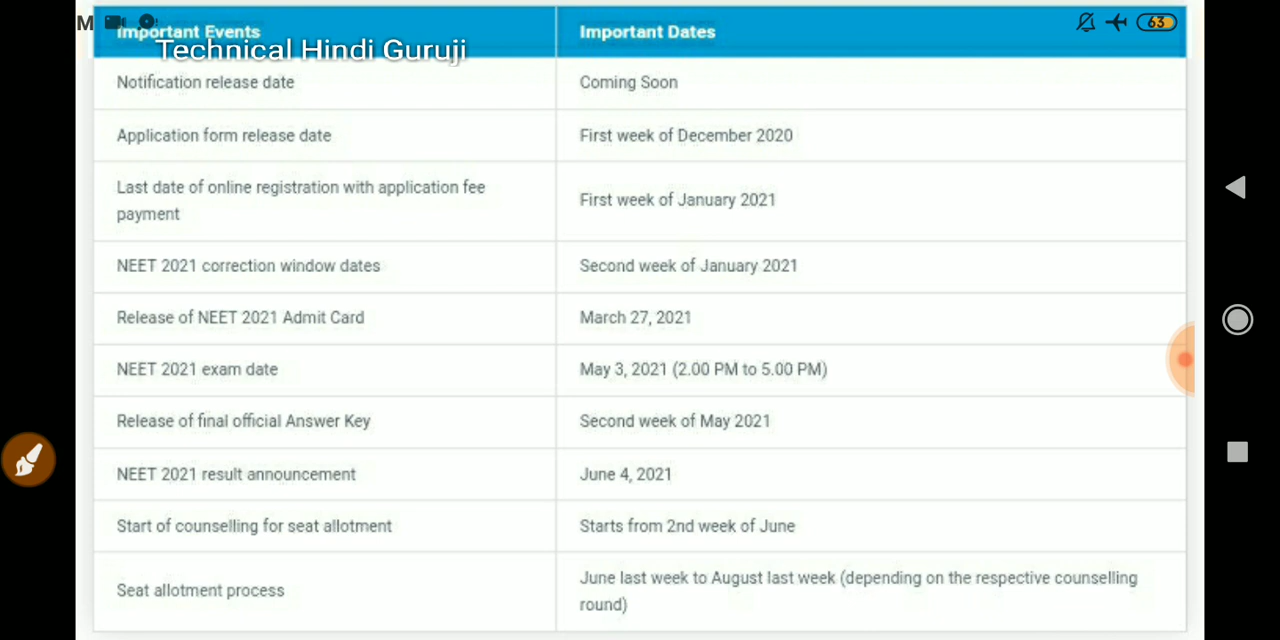 M
63
Important Events Important Dates
Technical Hindi Guruji
Notification release date Coming Soon
Application form release date First week of December 2020
Last date of online registration with application fee
payment
First week of January 2021
NEET 2021 correction window dates Second week of January 2021
Release of NEET 2021 Admit Card March 27, 2021
NEET 2021 exam date May 3, 2021 (2.00 PM to 5.00 PM)
Release of final official Answer Key Second week of May 2021
NEET 2021 result announcement June 4, 2021
Start of counselling for seat allotment Starts from 2nd week of June
Seat allotment process
June last week to August last week (depending on the respective counselling
round)